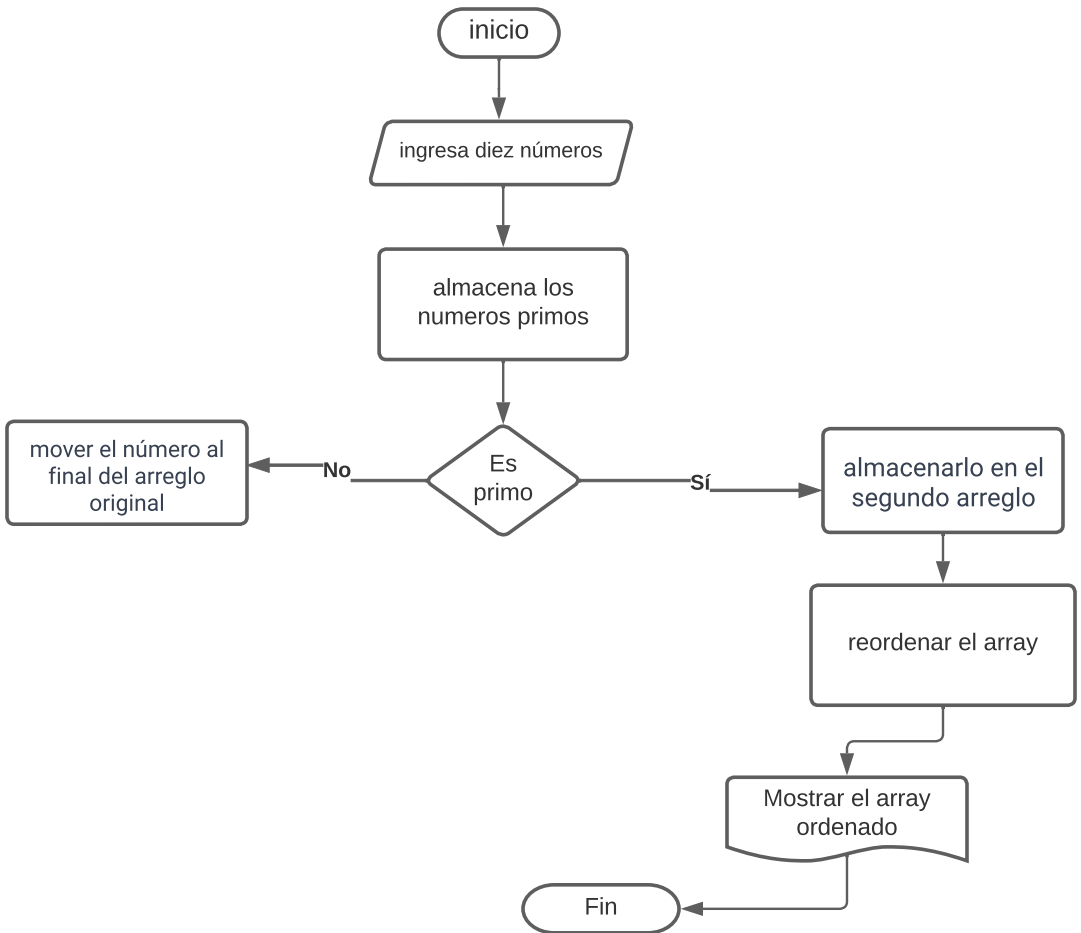 inicio
ingresa diez números
almacena los
numeros primos
Es
primo
No
Sí
mover el número al
final del arreglo
original
almacenarlo en el
segundo arreglo
reordenar el array
Mostrar el array
ordenado
Fin